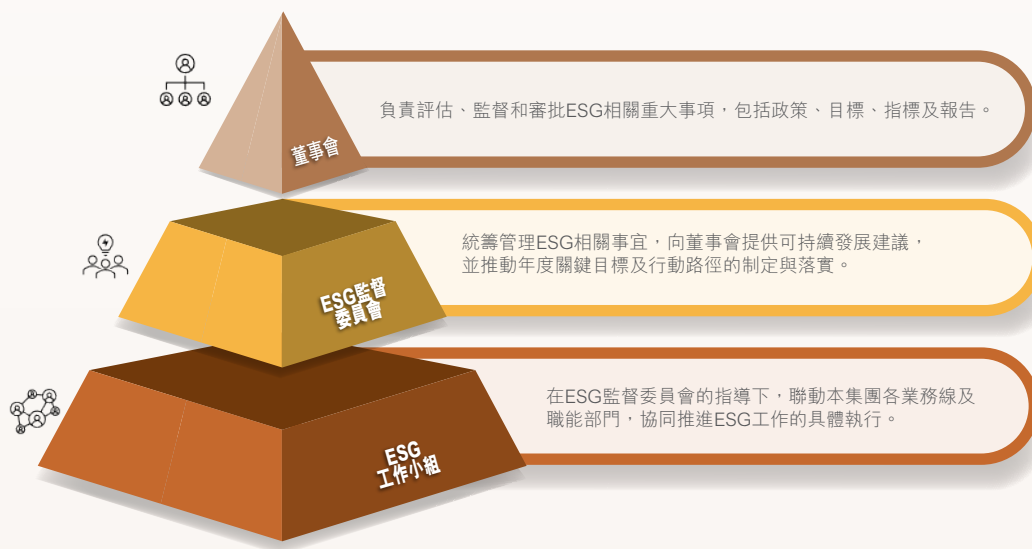 董事會
負責評估、監督和審批ESG相關重大事項，包括政策、目標、指標及報告。
ESG監督
委員會
統籌管理ESG相關事宜，向董事會提供可持續發展建議，
並推動年度關鍵目標及行動路徑的制定與落實。
ESG
工作小組
在ESG監督委員會的指導下，聯動本集團各業務線及
職能部門，協同推進ESG工作的具體執行。